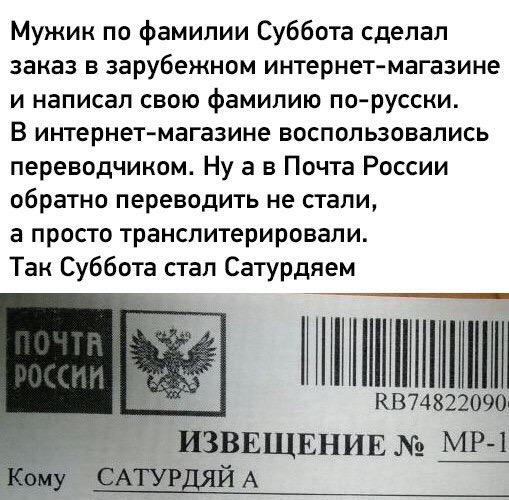 Мужик по фамилии Суббота сделал
заказ в зарубежном интернет-магазине
и написал свою фамилию по-русски.
В интернет-магазине воспользовались
переводчиком. Ну а в Почта России
обратно переводить не стали,
а просто транслитерировали.
Так Суббота стал Сатурдяем
ПОЧТА
РОССИИ
RB74822090
ИЗВЕЩЕНИЕ № МР-1
Кому САТУРДЯЙ А